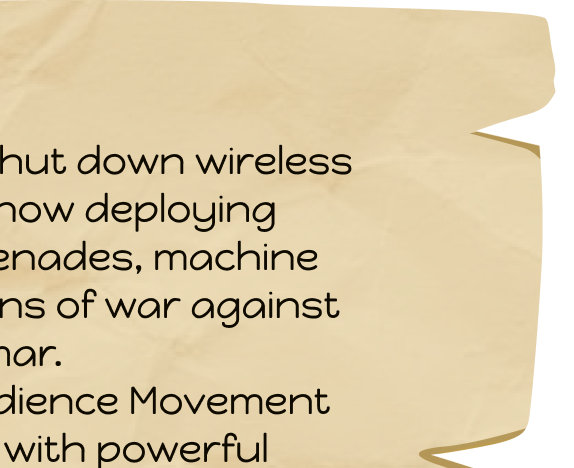 hut down wireless
now deploying
enades, machine
ns of war against
nar.
dience Movement
with powerful